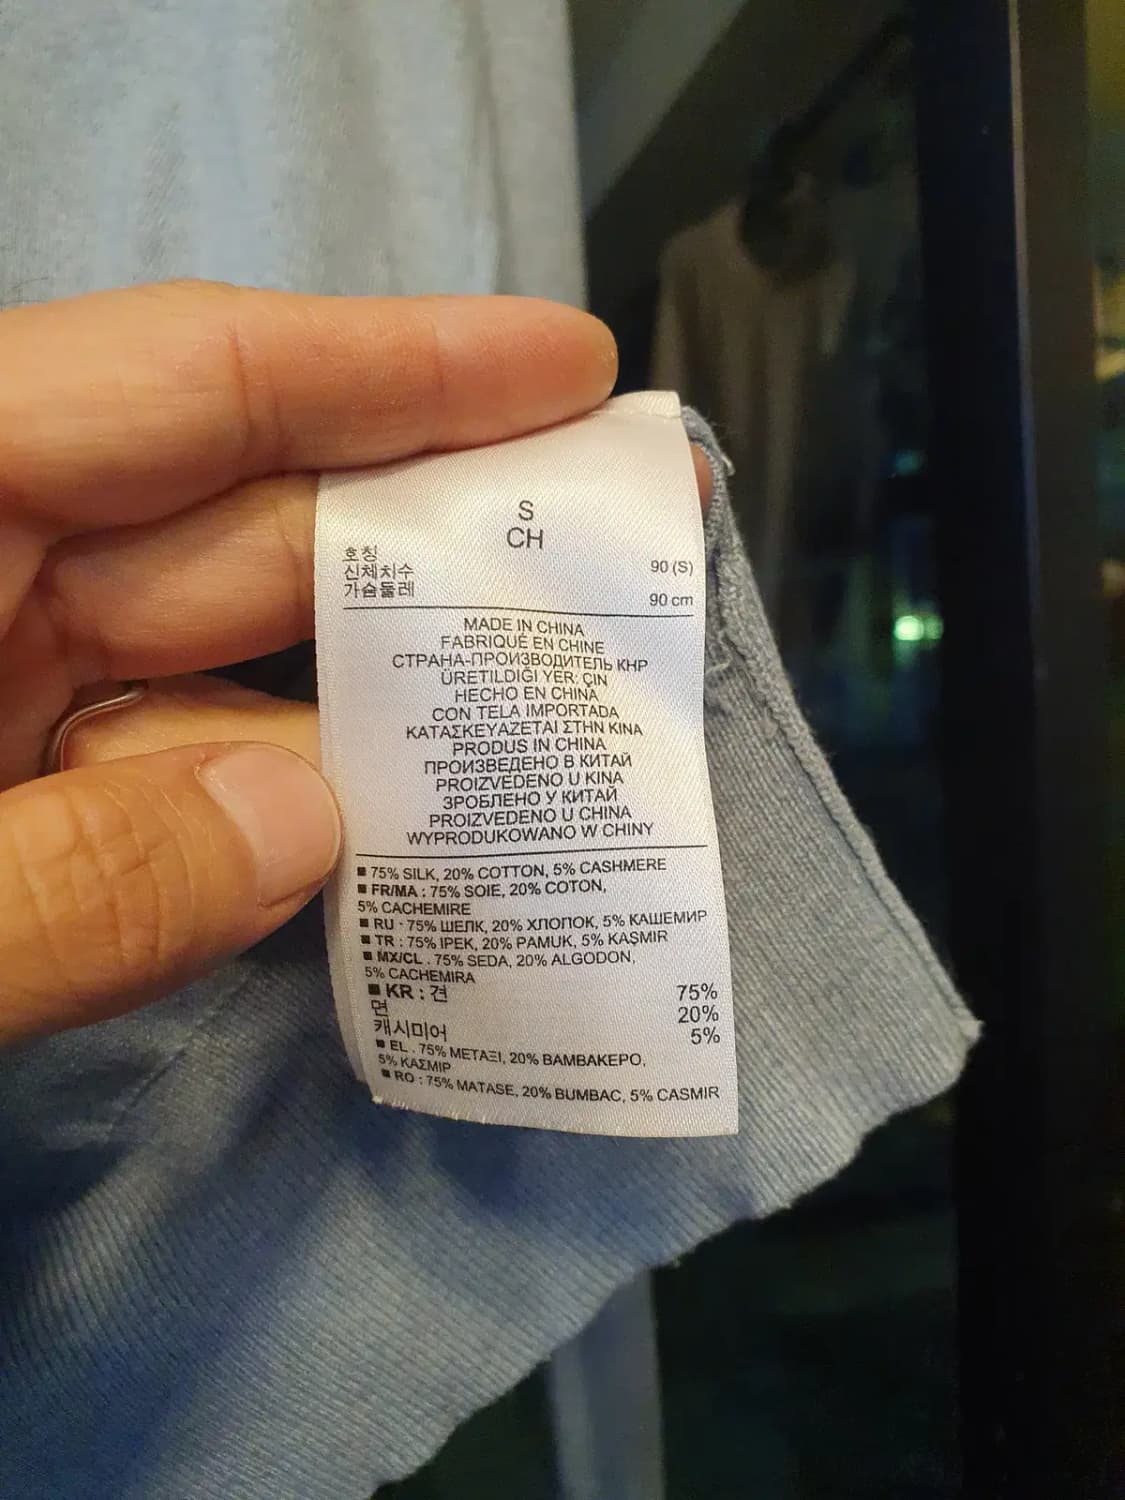 S
CH
호칭
신체치수 90 (S)
가슴둘레 90 cm
MADE IN CHINA
FABRIQUÉ EN CHINE
СТРАНА-ПРОИЗВОДИТЕЛЬ КНР
ÜRETILDIĞI YER: ÇIN
HECHO EN CHINA
CON TELA IMPORTADA
ΚΑΤΑΣΚΕΥΑΖΕΤΑΙ ΣΤΗΝ ΚΙΝΑ
PRODUS IN CHINA
ПРОИЗВЕДЕНО В КИТАЙ
PROIZVEDENO U KINA
ЗРОБЛЕНО У КИТАЙ
PROIZVEDENO U CHINA
WYPRODUKOWANO W CHINY
■ 75% SILK, 20% COTTON, 5% CASHMERE
■ FR/MA : 75% SOIE, 20% COTON,
5% CACHEMIRE
■ RU : 75% ШЕЛК, 20% ХЛОПОК, 5% КАШЕМИР
■ TR : 75% IPEK, 20% PAMUK, 5% KAŞMIR
■ MX/CL : 75% SEDA, 20% ALGODON,
5% CACHEMIRA
■ KR : 견 75%
면 20%
캐시미어 5%
■ EL : 75% ΜΕΤΑΞΙ, 20% ΒΑΜΒΑΚΕΡΟ,
5% ΚΑΣΜΙΡ
■ RO : 75% MATASE, 20% BUMBAC, 5% CASMIR